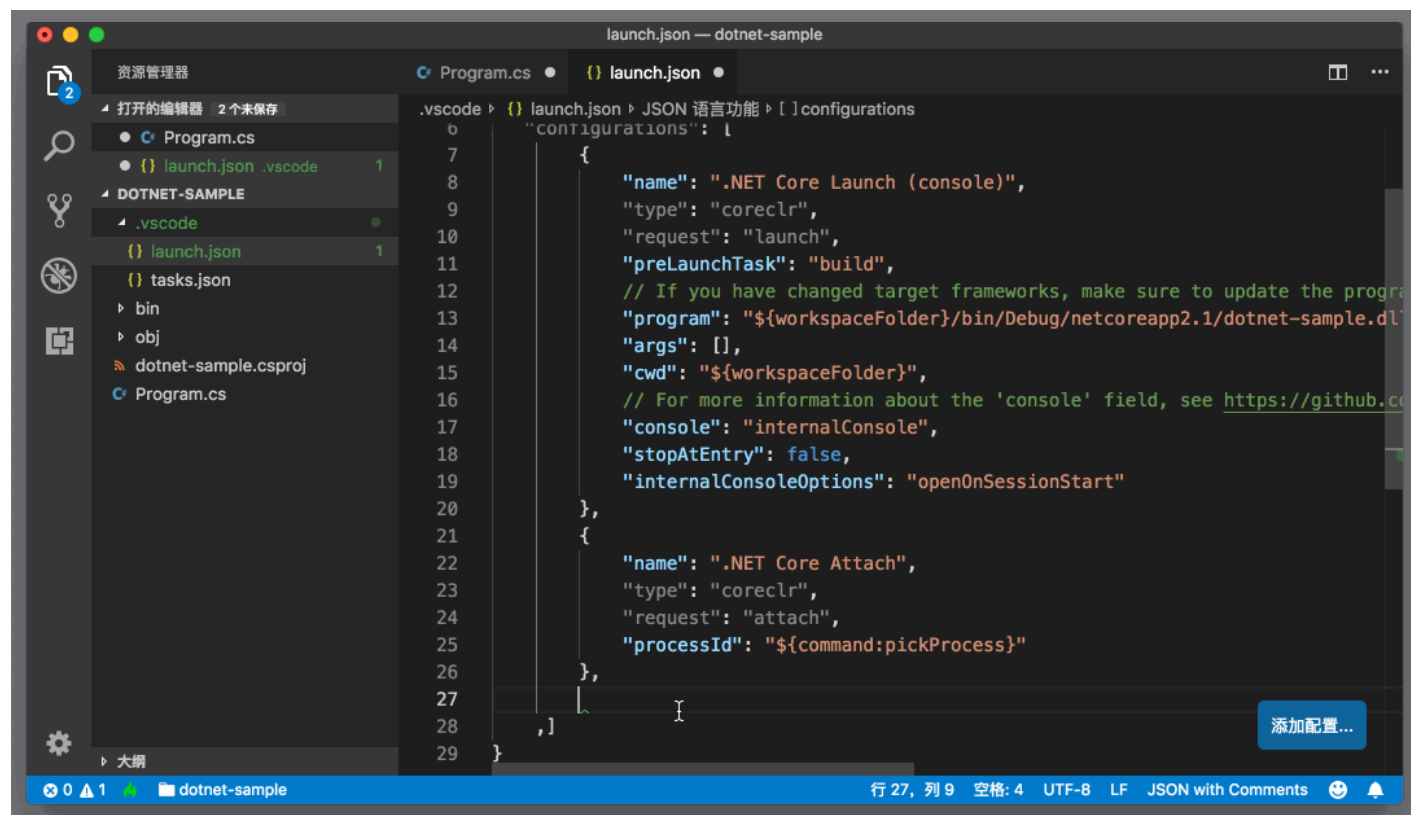 launch.json — dotnet-sample
资源管理器
Program.cs
launch.json
2
打开的编辑器 2 个未保存
Program.cs
launch.json .vscode 1
DOTNET-SAMPLE
.vscode
launch.json 1
tasks.json
bin
obj
dotnet-sample.csproj
Program.cs
大纲
.vscode launch.json JSON 语言功能 [ ] configurations
6 "configurations": [
7 {
8 "name": ".NET Core Launch (console)",
9 "type": "coreclr",
10 "request": "launch",
11 "preLaunchTask": "build",
12 // If you have changed target frameworks, make sure to update the progra
13 "program": "${workspaceFolder}/bin/Debug/netcoreapp2.1/dotnet-sample.dl
14 "args": [],
15 "cwd": "${workspaceFolder}",
16 // For more information about the 'console' field, see https://github.co
17 "console": "internalConsole",
18 "stopAtEntry": false,
19 "internalConsoleOptions": "openOnSessionStart"
20 },
21 {
22 "name": ".NET Core Attach",
23 "type": "coreclr",
24 "request": "attach",
25 "processId": "${command:pickProcess}"
26 },
27
28 ,]
29 }
添加配置...
0 1 dotnet-sample 行 27，列 9 空格: 4 UTF-8 LF JSON with Comments